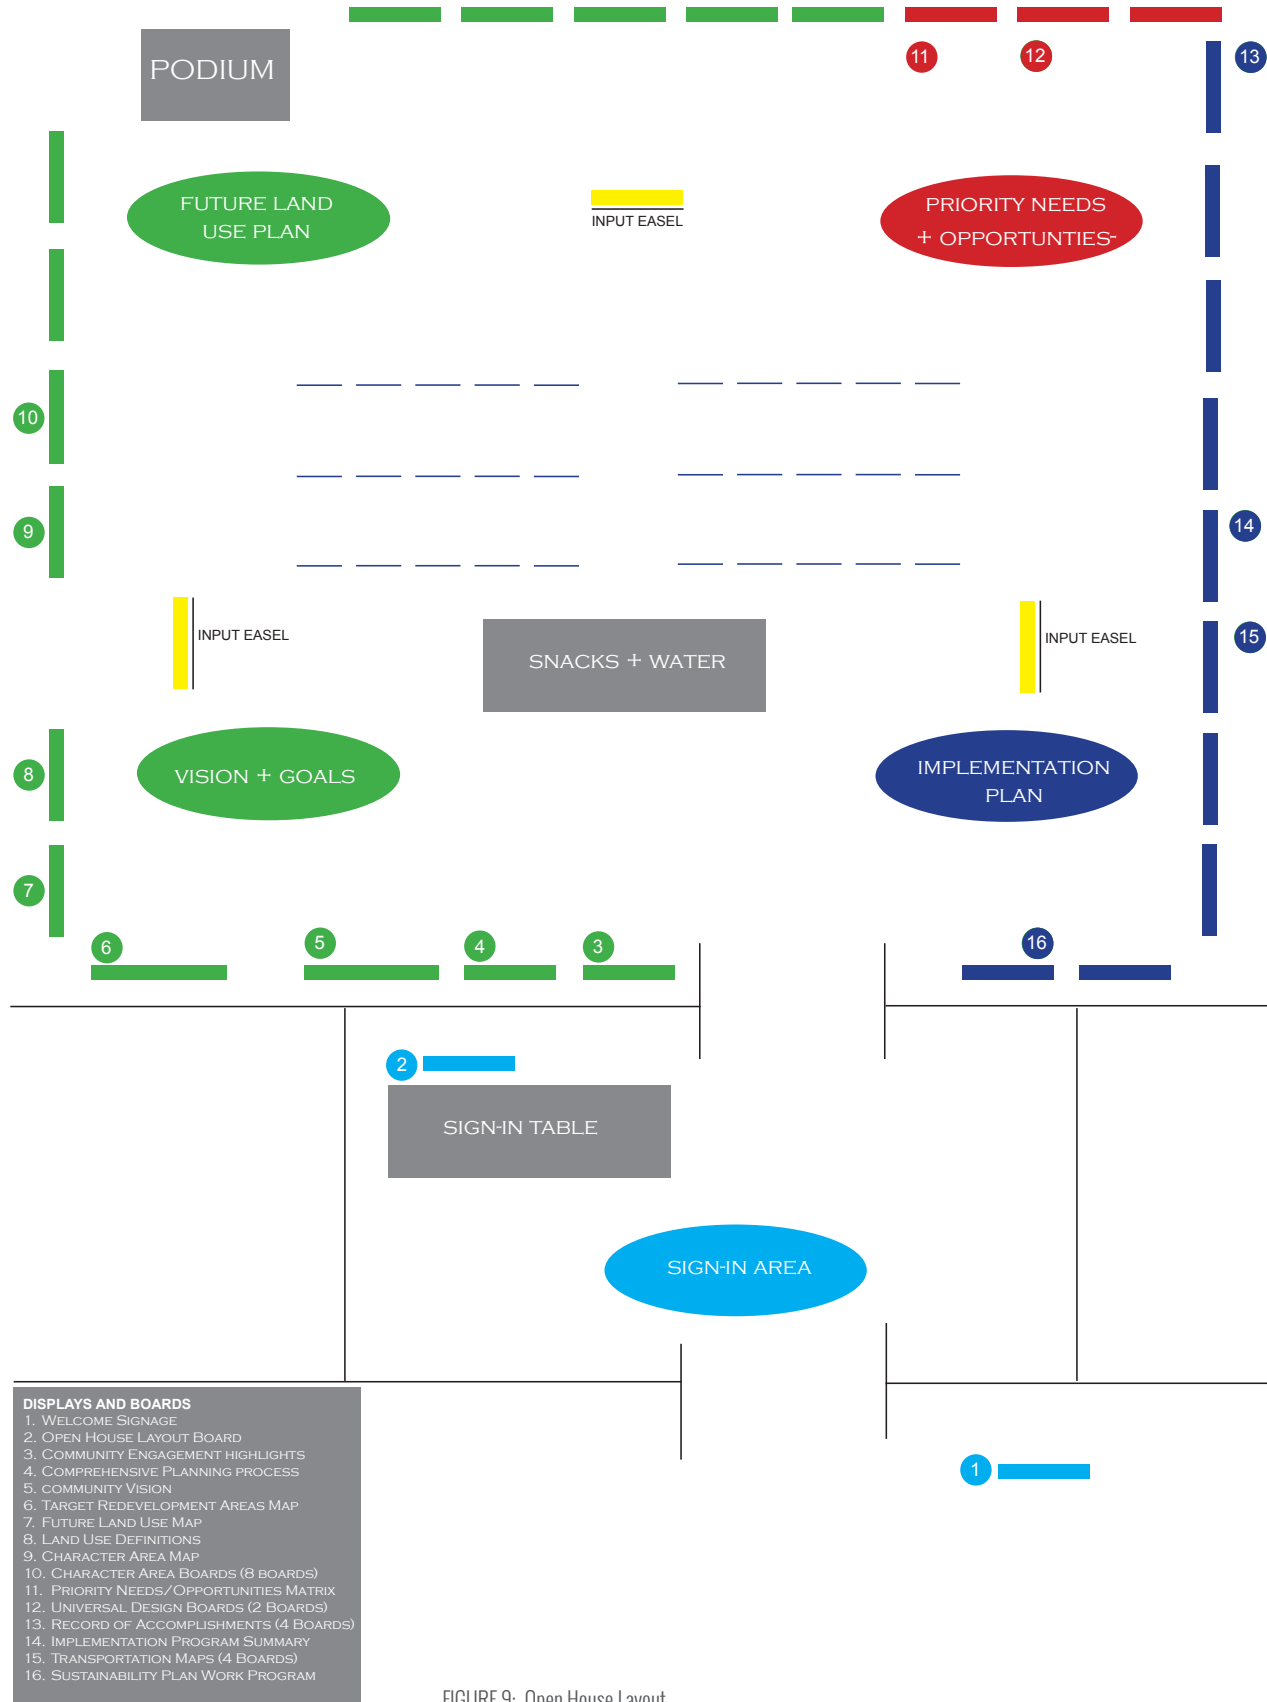 PODIUM
11
12
13
FUTURE LAND
USE PLAN
INPUT EASEL
PRIORITY NEEDS
+ OPPORTUNTIES-
10
9
14
INPUT EASEL
SNACKS + WATER
INPUT EASEL
15
8
VISION + GOALS
IMPLEMENTATION
PLAN
7
6
5
4
3
16
2
SIGN-IN TABLE
SIGN-IN AREA
1
DISPLAYS AND BOARDS
1. WELCOME SIGNAGE
2. OPEN HOUSE LAYOUT BOARD
3. COMMUNITY ENGAGEMENT HIGHLIGHTS
4. COMPREHENSIVE PLANNING PROCESS
5. COMMUNITY VISION
6. TARGET REDEVELOPMENT AREAS MAP
7. FUTURE LAND USE MAP
8. LAND USE DEFINITIONS
9. CHARACTER AREA MAP
10. CHARACTER AREA BOARDS (8 BOARDS)
11. PRIORITY NEEDS/OPPORTUNITIES MATRIX
12. UNIVERSAL DESIGN BOARDS (2 BOARDS)
13. RECORD OF ACCOMPLISHMENTS (4 BOARDS)
14. IMPLEMENTATION PROGRAM SUMMARY
15. TRANSPORTATION MAPS (4 BOARDS)
16. SUSTAINABILITY PLAN WORK PROGRAM
FIGURE 9: Open House Layout